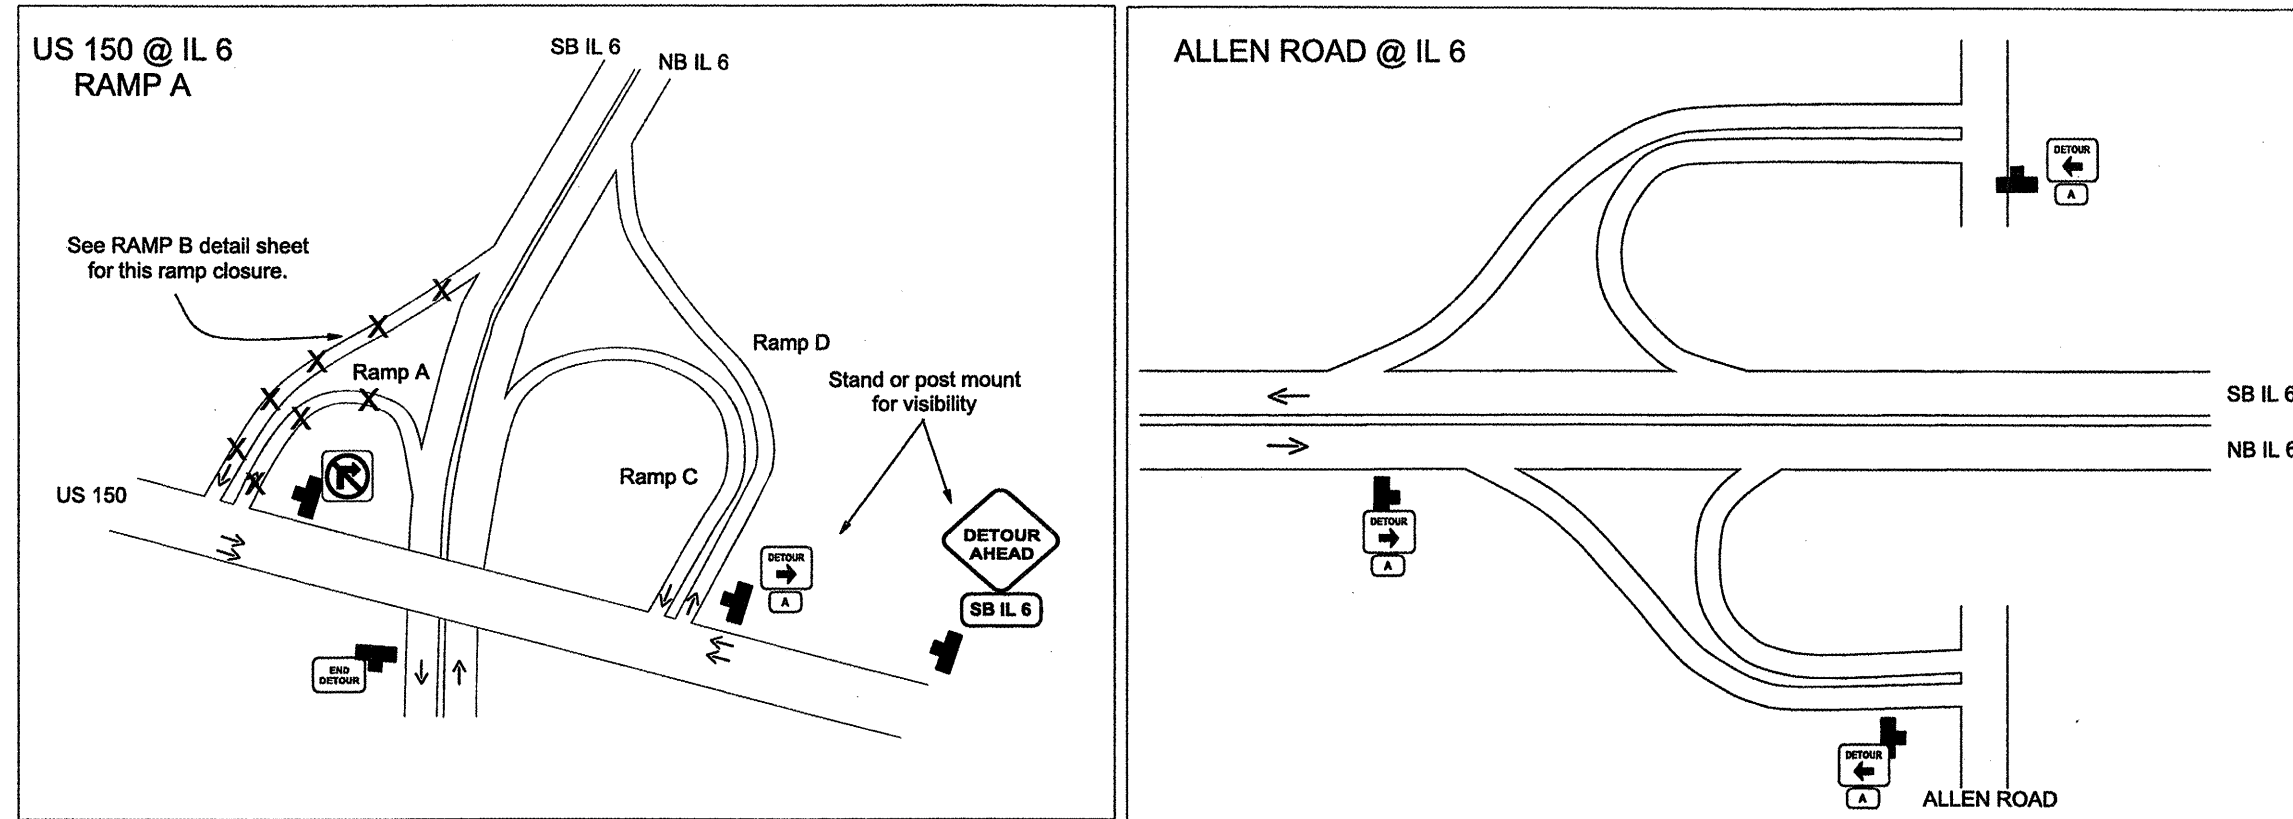 US 150 @ IL 6
RAMP A
SB IL 6
NB IL 6
See RAMP B detail sheet
for this ramp closure.
Ramp A
Ramp D
Stand or post mount
for visibility
Ramp C
US 150
DETOUR
A
DETOUR
AHEAD
SB IL 6
END
DETOUR
ALLEN ROAD @ IL 6
DETOUR
A
SB IL 6
NB IL 6
DETOUR
A
DETOUR
A
ALLEN ROAD